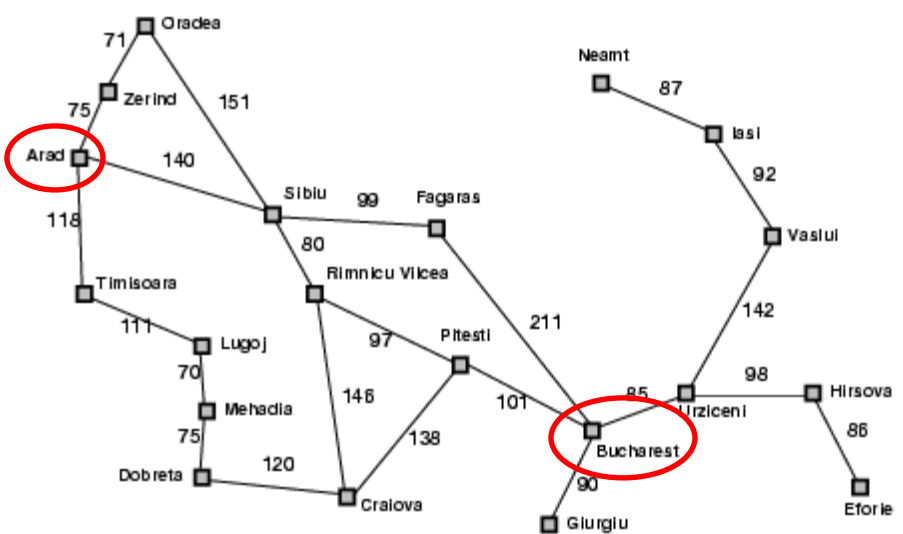 Oradea
71
Neamt
87
Zerind
151
75
Iasi
Arad
140
92
Sibiu
99
Fagaras
118
80
Vaslui
Timisoara
Rimnicu Vilcea
142
111
Lugoj
97
Pitesti
211
70
146
101
85
98
Hirsova
Mehadia
Urziceni
75
138
86
Dobreta
120
Bucharest
90
Craiova
Eforie
Giurgiu